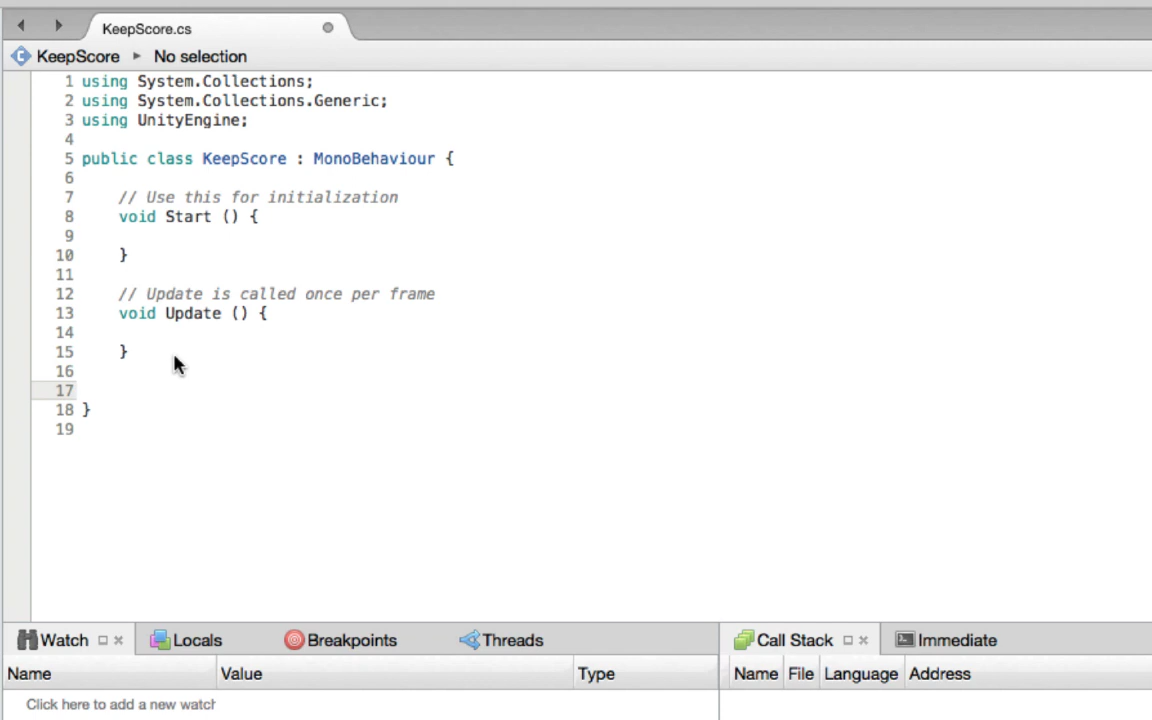 KeepScore.cs
KeepScore ▸ No selection
1 using System.Collections;
2 using System.Collections.Generic;
3 using UnityEngine;
4
5 public class KeepScore : MonoBehaviour {
6
7 // Use this for initialization
8 void Start () {
9
10 }
11
12 // Update is called once per frame
13 void Update () {
14
15 }
16
17
18 }
19
Watch Locals Breakpoints Threads Call Stack Immediate
Name Value Type Name File Language Address
Click here to add a new watch